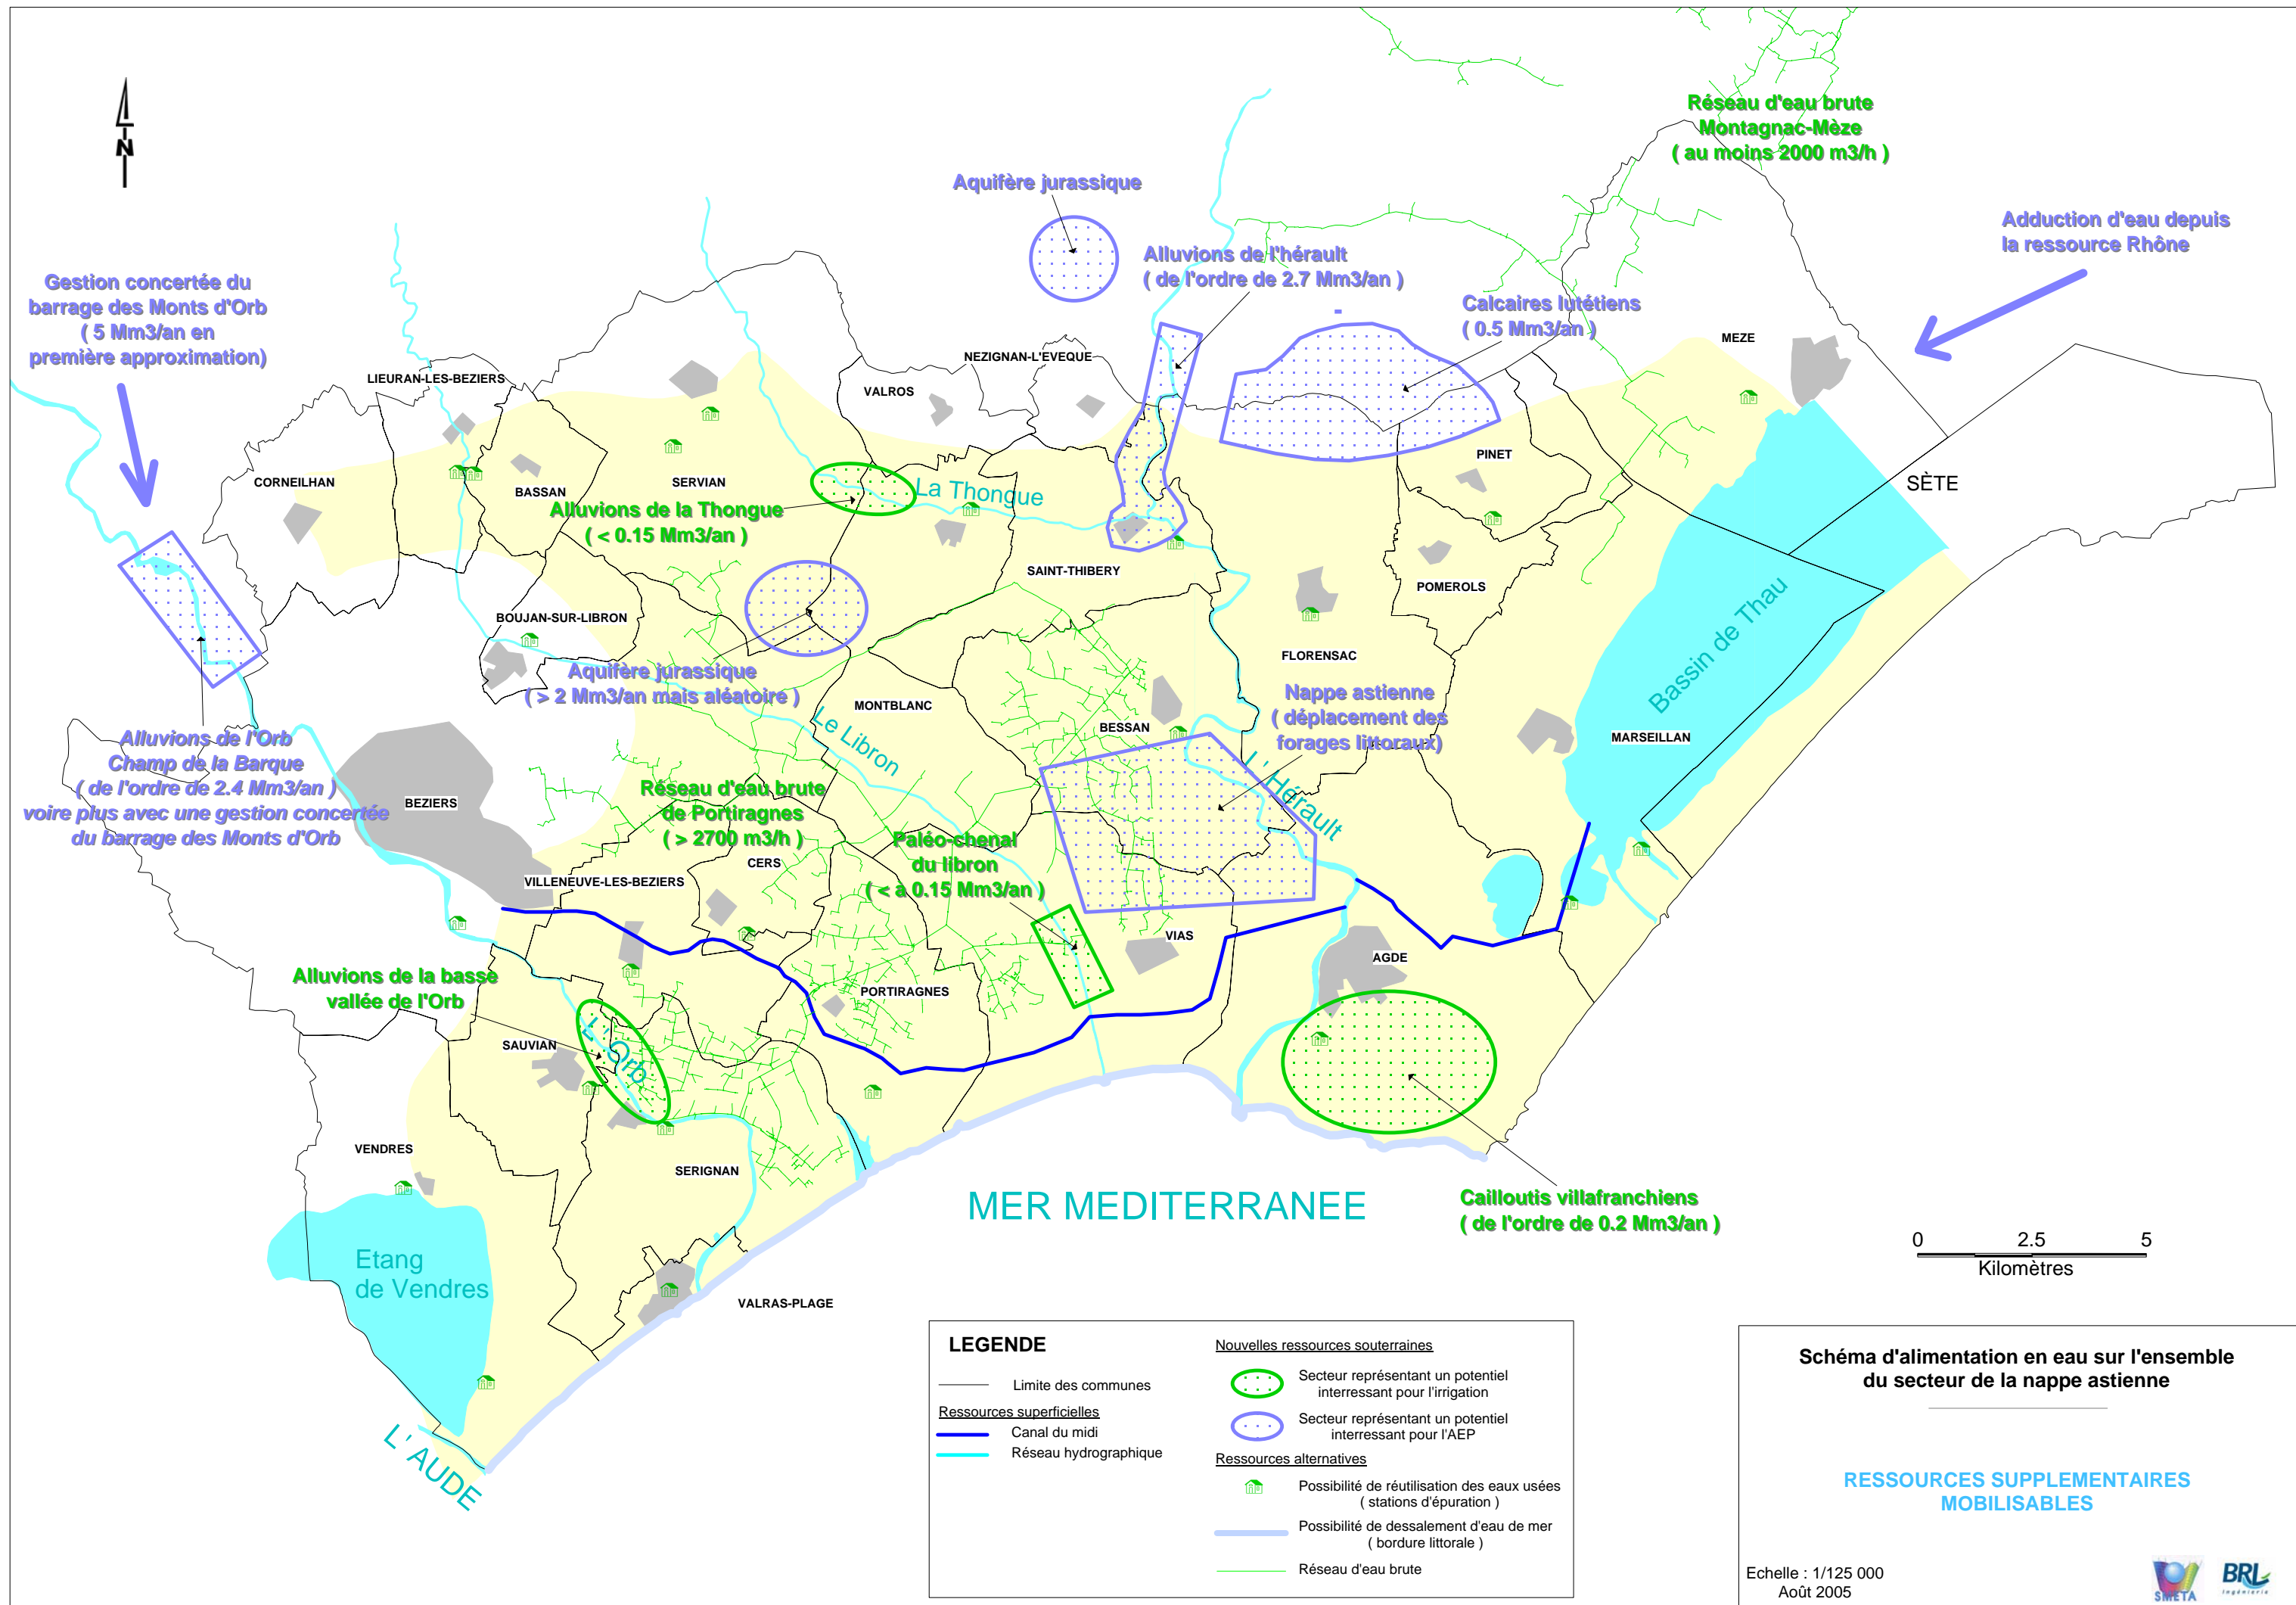 N
Réseau d'eau brute
Montagnac-Mèze
( au moins 2000 m3/h )
Aquifère jurassique
Adduction d'eau depuis
la ressource Rhône
Alluvions de l'hérault
( de l'ordre de 2.7 Mm3/an )
Gestion concertée du
barrage des Monts d'Orb
( 5 Mm3/an en
première approximation)
Calcaires lutétiens
( 0.5 Mm3/an )
MEZE
NEZIGNAN-L'EVEQUE
LIEURAN-LES-BEZIERS
VALROS
PINET
CORNEILHAN
SERVIAN
BASSAN
SÈTE
La Thongue
Alluvions de la Thongue
( < 0.15 Mm3/an )
SAINT-THIBERY
POMEROLS
BOUJAN-SUR-LIBRON
Bassin de Thau
FLORENSAC
Aquifère jurassique
( > 2 Mm3/an mais aléatoire )
Nappe astienne
( déplacement des
forages littoraux)
MONTBLANC
BESSAN
Le Libron
MARSEILLAN
Alluvions de l'Orb
Champ de la Barque
( de l'ordre de 2.4 Mm3/an )
voire plus avec une gestion concertée
du barrage des Monts d'Orb
L' Hérault
BEZIERS
Réseau d'eau brute
de Portiragnes
( > 2700 m3/h )
Paléo-chenal
du libron
( < à 0.15 Mm3/an )
CERS
VILLENEUVE-LES-BEZIERS
VIAS
AGDE
Alluvions de la basse
vallée de l'Orb
PORTIRAGNES
SAUVIAN
L' Orb
VENDRES
SERIGNAN
MER MEDITERRANEE
Cailloutis villafranchiens
( de l'ordre de 0.2 Mm3/an )
Etang
de Vendres
VALRAS-PLAGE
L' AUDE
0 2.5 5
Kilomètres
LEGENDE
Limite des communes
Ressources superficielles
Canal du midi
Réseau hydrographique
Nouvelles ressources souterraines
Secteur représentant un potentiel
interressant pour l'irrigation
Secteur représentant un potentiel
interressant pour l'AEP
Ressources alternatives
Possibilité de réutilisation des eaux usées
( stations d'épuration )
Possibilité de dessalement d'eau de mer
( bordure littorale )
Réseau d'eau brute
Schéma d'alimentation en eau sur l'ensemble
du secteur de la nappe astienne
RESSOURCES SUPPLEMENTAIRES
MOBILISABLES
Echelle : 1/125 000
Août 2005
SMETA
BRL
Ingénierie